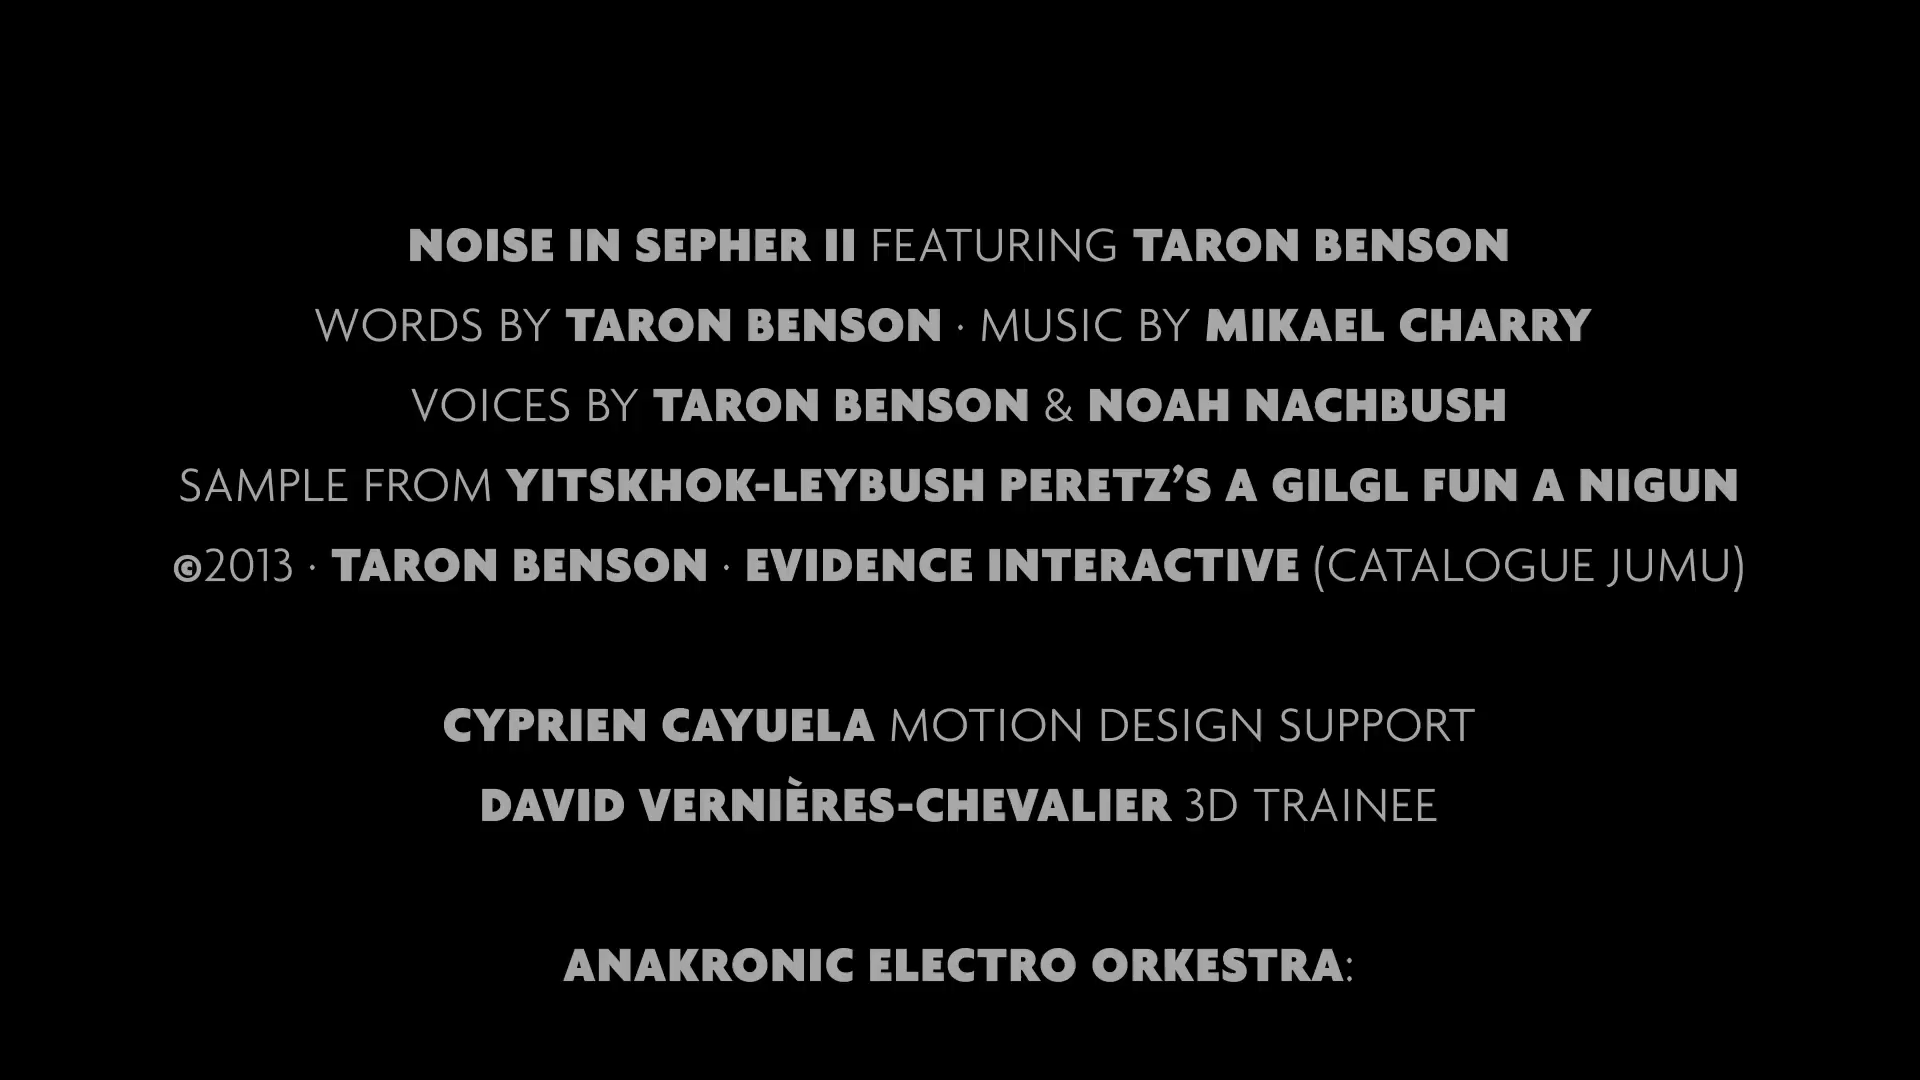 NOISE IN SEPHER II FEATURING TARON BENSON
WORDS BY TARON BENSON · MUSIC BY MIKAEL CHARRY
VOICES BY TARON BENSON & NOAH NACHBUSH
SAMPLE FROM YITSKHOK-LEYBUSH PERETZ’S A GILGL FUN A NIGUN
©2013 · TARON BENSON · EVIDENCE INTERACTIVE (CATALOGUE JUMU)
CYPRIEN CAYUELA MOTION DESIGN SUPPORT
DAVID VERNIÈRES-CHEVALIER 3D TRAINEE
ANAKRONIC ELECTRO ORKESTRA: